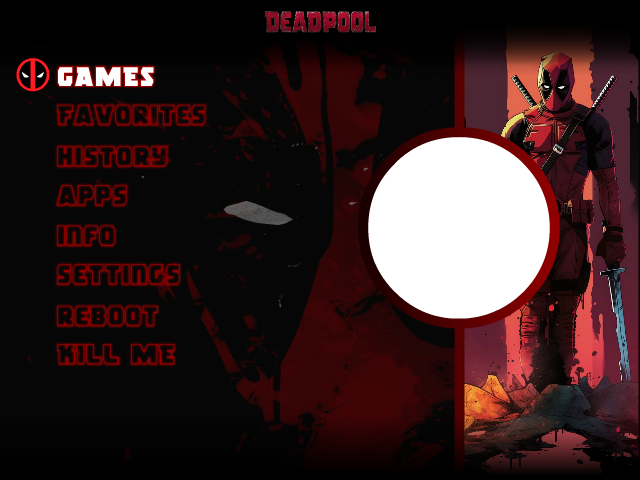 DEADPOOL
GAMES
FAVORITES
HISTORY
APPS
INFO
SETTINGS
REBOOT
KILL ME